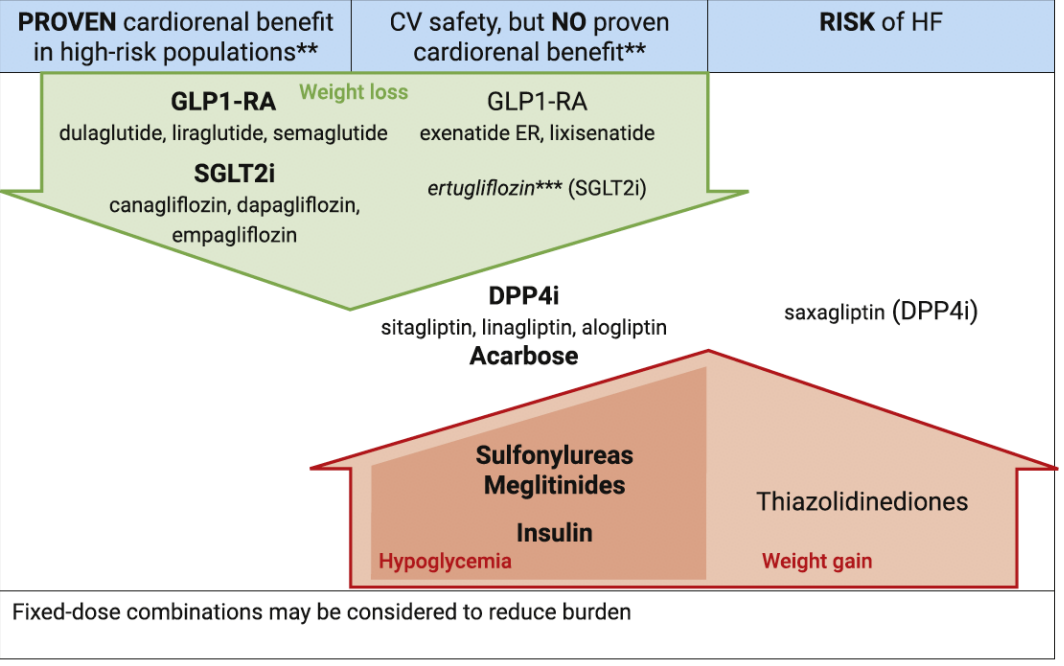 PROVEN cardiorenal benefit
in high-risk populations**
CV safety, but NO proven
cardiorenal benefit**
RISK of HF
Weight loss
GLP1-RA
dulaglutide, liraglutide, semaglutide
SGLT2i
canagliflozin, dapagliflozin,
empagliflozin
GLP1-RA
exenatide ER, lixisenatide
ertugliflozin*** (SGLT2i)
DPP4i
sitagliptin, linagliptin, alogliptin
Acarbose
saxagliptin (DPP4i)
Sulfonylureas
Meglitinides
Insulin
Hypoglycemia
Thiazolidinediones
Weight gain
Fixed-dose combinations may be considered to reduce burden